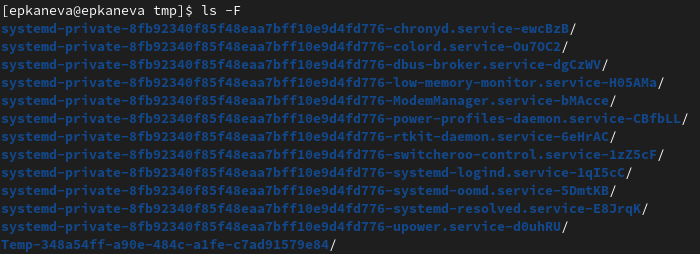 [epkaneva@epkaneva tmp]$ ls -F
systemd-private-8fb92340f85f48eaa7bff10e9d4fd776-chronyd.service-ewcBzB/
systemd-private-8fb92340f85f48eaa7bff10e9d4fd776-colord.service-Ou7OC2/
systemd-private-8fb92340f85f48eaa7bff10e9d4fd776-dbus-broker.service-dgCzWV/
systemd-private-8fb92340f85f48eaa7bff10e9d4fd776-low-memory-monitor.service-H05AMa/
systemd-private-8fb92340f85f48eaa7bff10e9d4fd776-ModemManager.service-bMAcce/
systemd-private-8fb92340f85f48eaa7bff10e9d4fd776-power-profiles-daemon.service-CBfbLL/
systemd-private-8fb92340f85f48eaa7bff10e9d4fd776-rtkit-daemon.service-6eHrAC/
systemd-private-8fb92340f85f48eaa7bff10e9d4fd776-switcheroo-control.service-1zZ5cF/
systemd-private-8fb92340f85f48eaa7bff10e9d4fd776-systemd-logind.service-1qI5cC/
systemd-private-8fb92340f85f48eaa7bff10e9d4fd776-systemd-oomd.service-5DmtKB/
systemd-private-8fb92340f85f48eaa7bff10e9d4fd776-systemd-resolved.service-E8JrqK/
systemd-private-8fb92340f85f48eaa7bff10e9d4fd776-upower.service-d0uhRU/
Temp-348a54ff-a90e-484c-a1fe-c7ad91579e84/